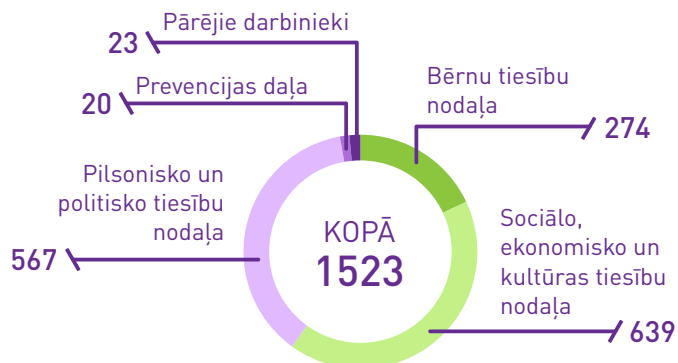 Pārējie darbinieki
23
Prevencijas daļa
20
Bērnu tiesību
nodaļa
274
Pilsonisko un
politisko tiesību
nodaļa
567
KOPĀ
1523
Sociālo,
ekonomisko un
kultūras tiesību
nodaļa
639